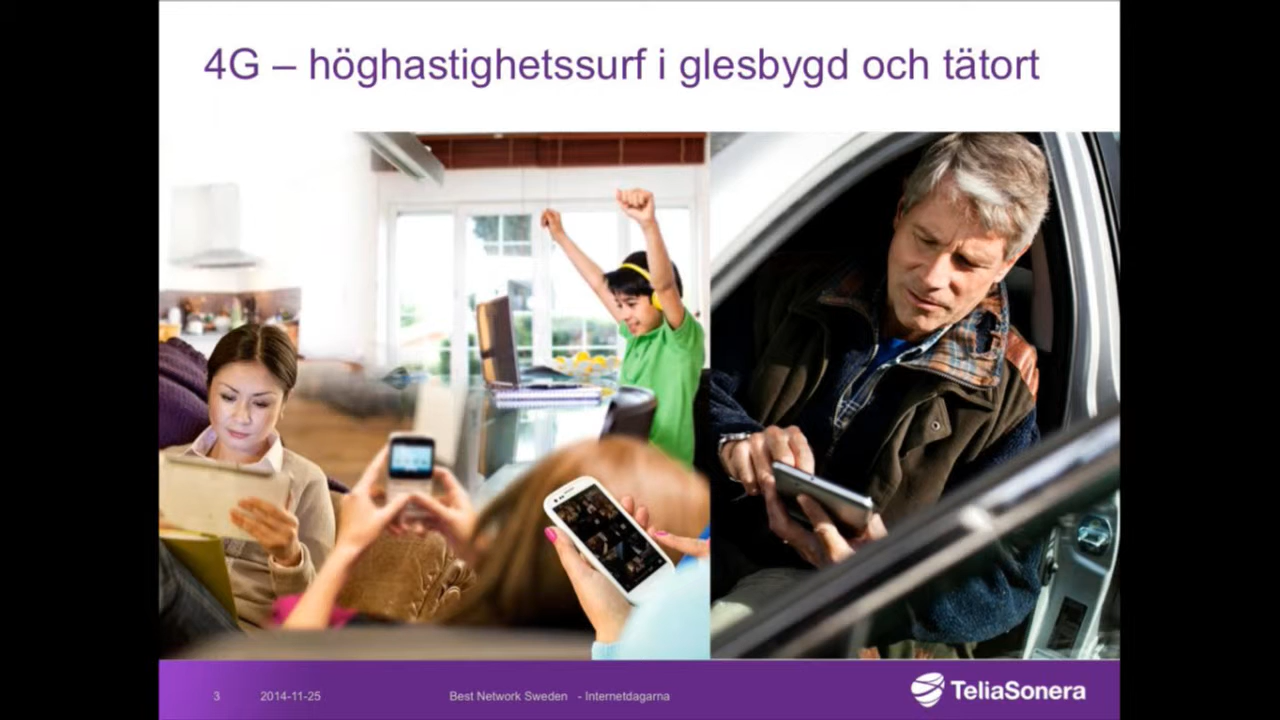 4G – höghastighetssurf i glesbygd och tätort
3 2014-11-25 Best Network Sweden - Internetdagarna
TeliaSonera